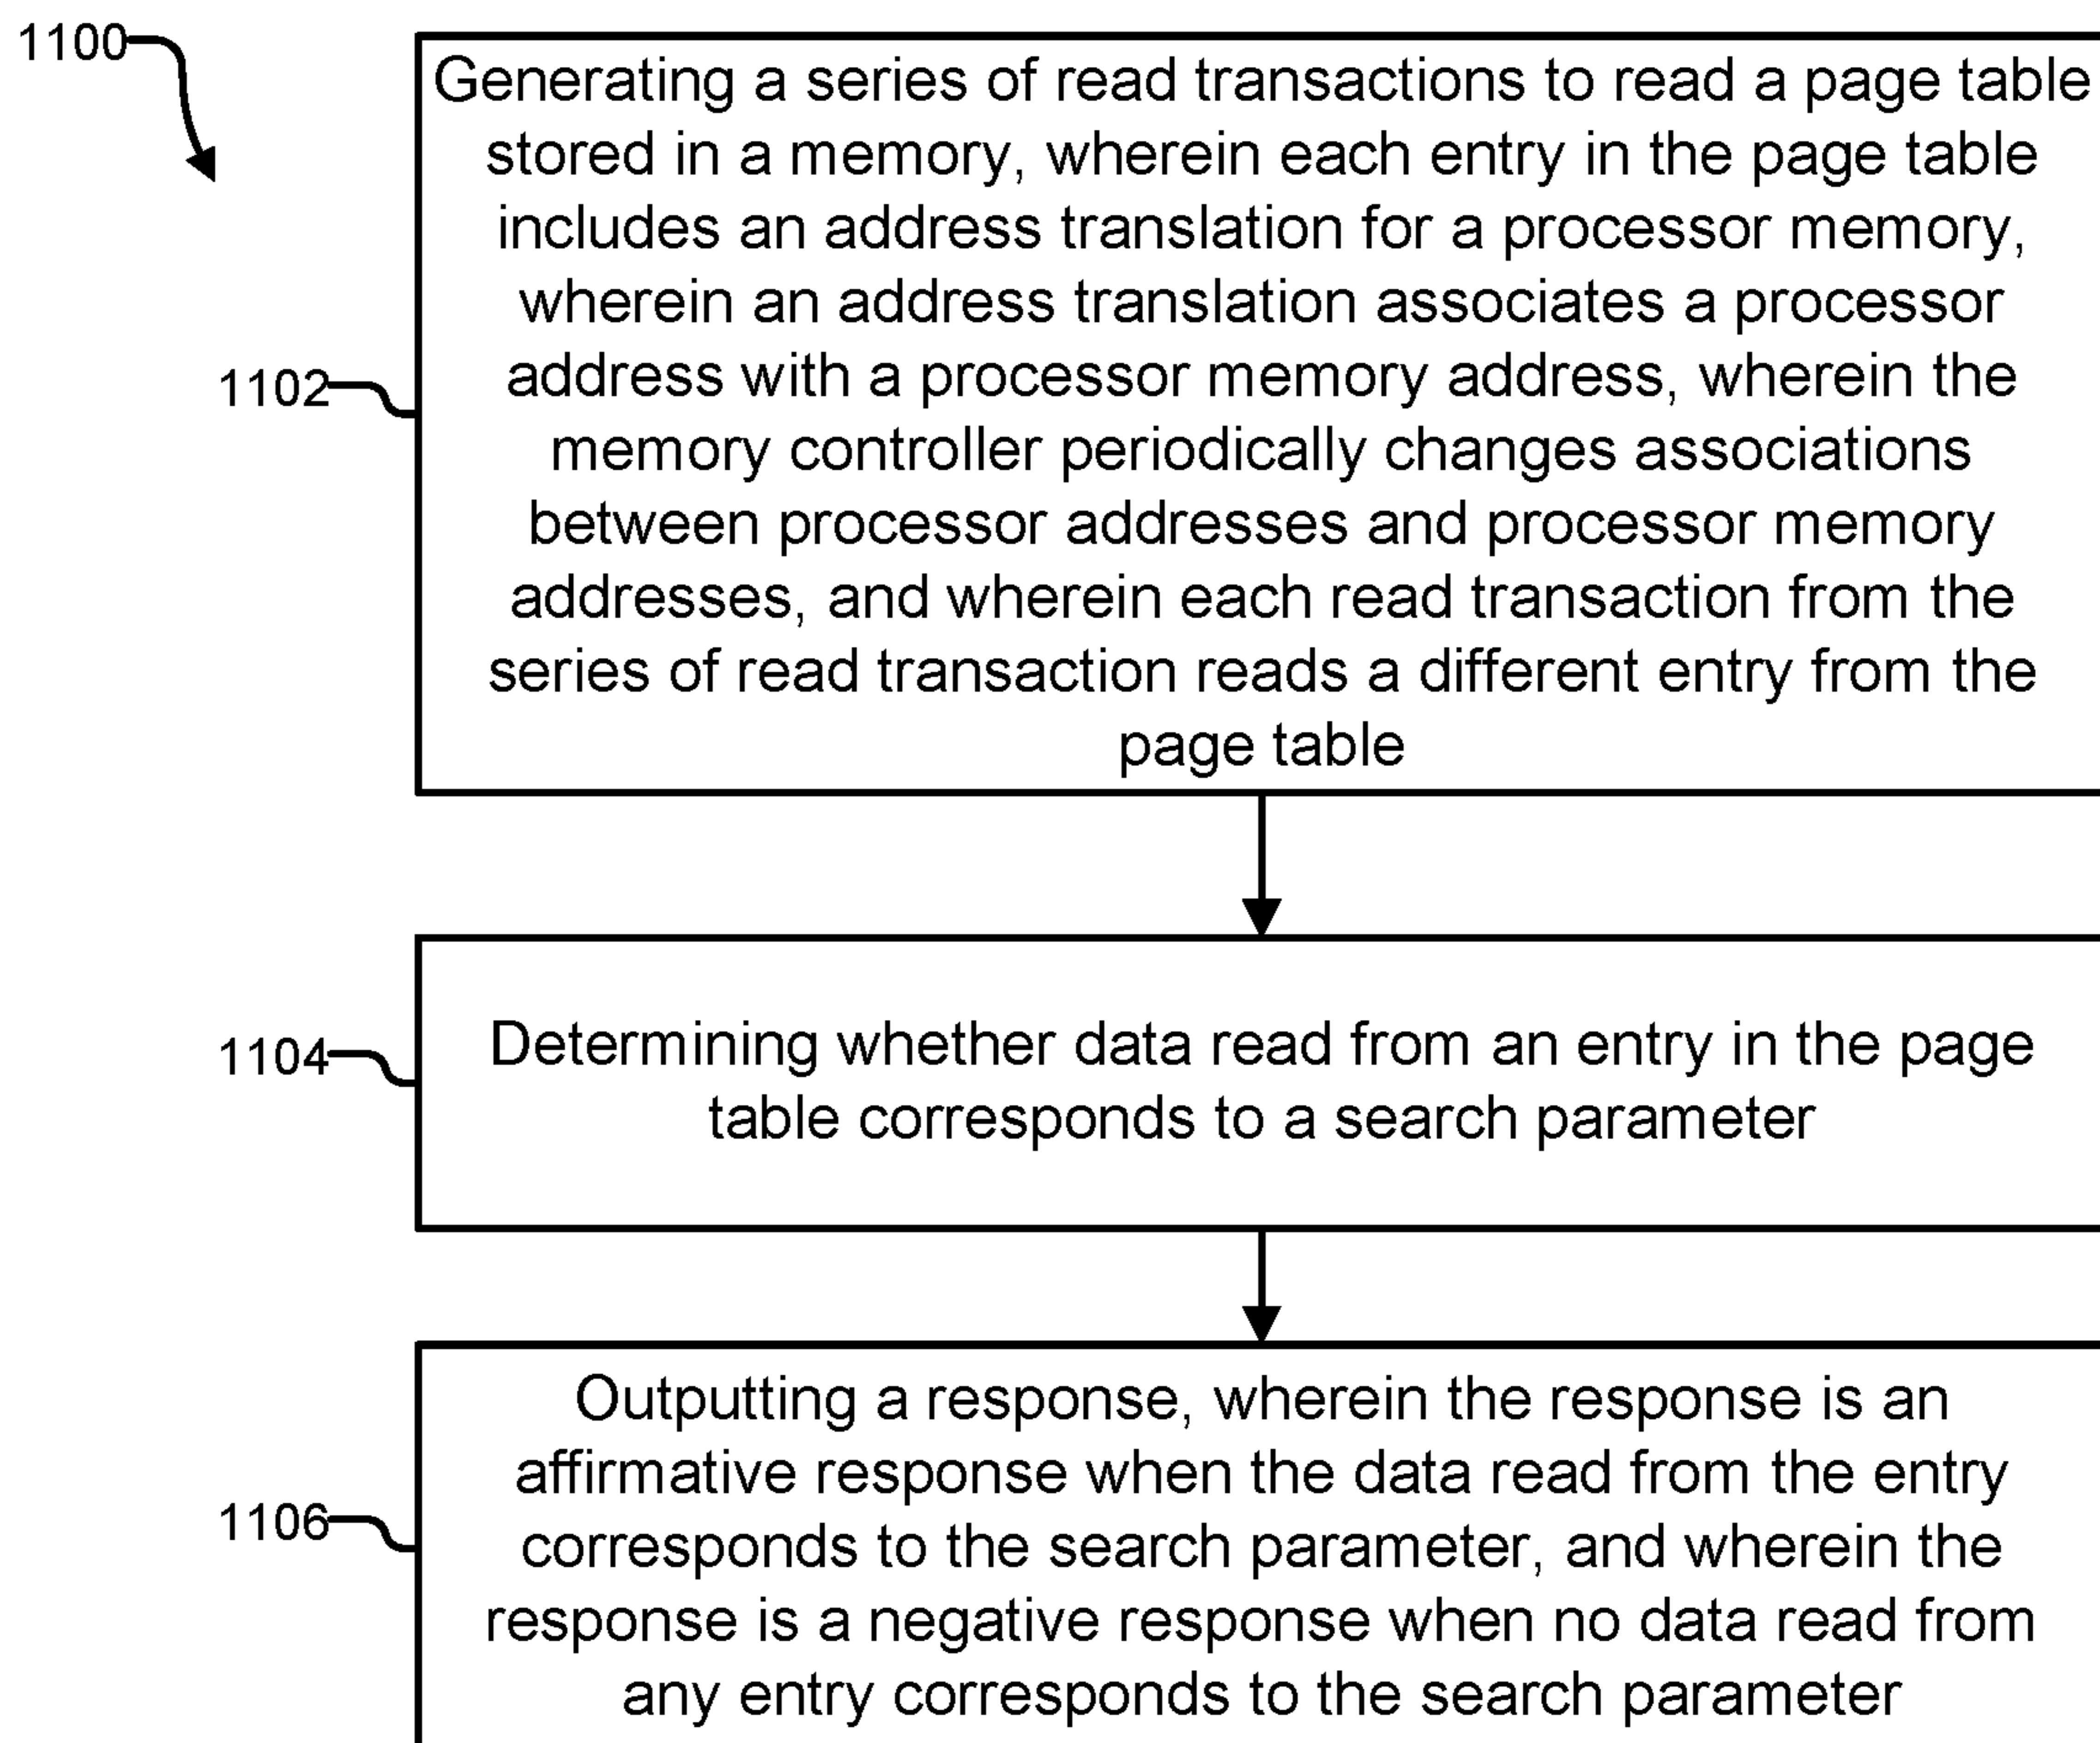 1100
Generating a series of read transactions to read a page table
stored in a memory, wherein each entry in the page table
includes an address translation for a processor memory,
wherein an address translation associates a processor
address with a processor memory address, wherein the
1102
memory controller periodically changes associations
between processor addresses and processor memory
addresses, and wherein each read transaction from the
series of read transaction reads a different entry from the
page table
1104
Determining whether data read from an entry in the page
table corresponds to a search parameter
Outputting a response, wherein the response is an
affirmative response when the data read from the entry
1106
corresponds to the search parameter, and wherein the
response is a negative response when no data read from
any entry corresponds to the search parameter